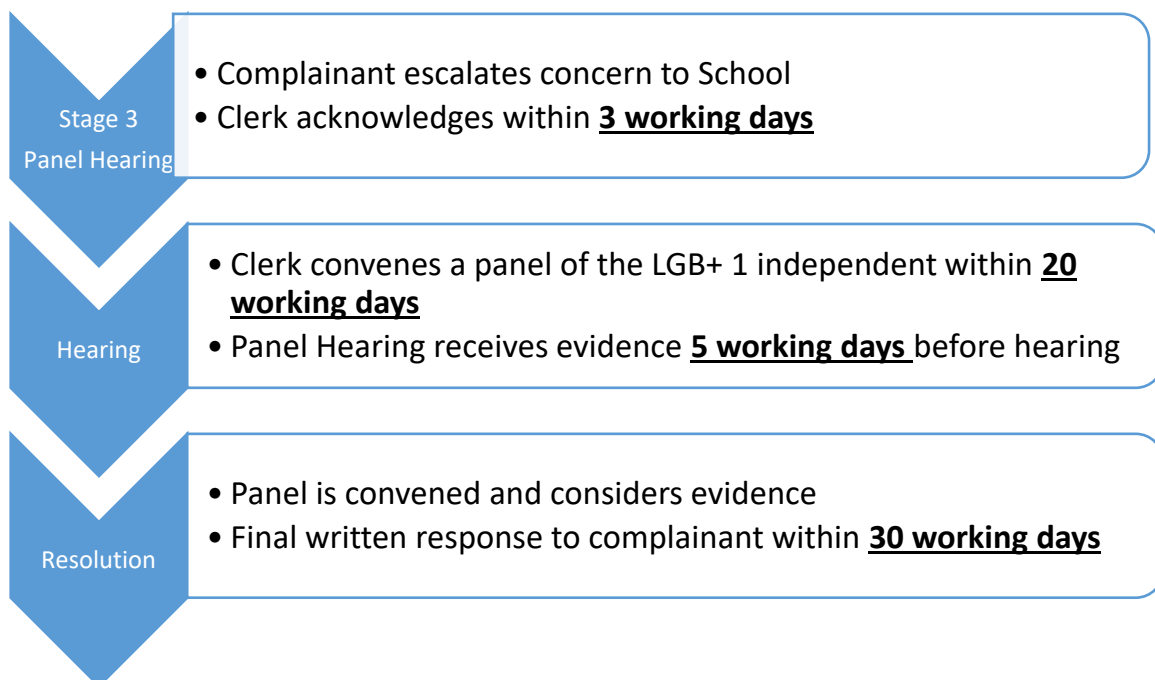 Stage 3
Panel Hearing
• Complainant escalates concern to School
• Clerk acknowledges within 3 working days
Hearing
• Clerk convenes a panel of the LGB+ 1 independent within 20
working days
• Panel Hearing receives evidence 5 working days before hearing
Resolution
• Panel is convened and considers evidence
• Final written response to complainant within 30 working days